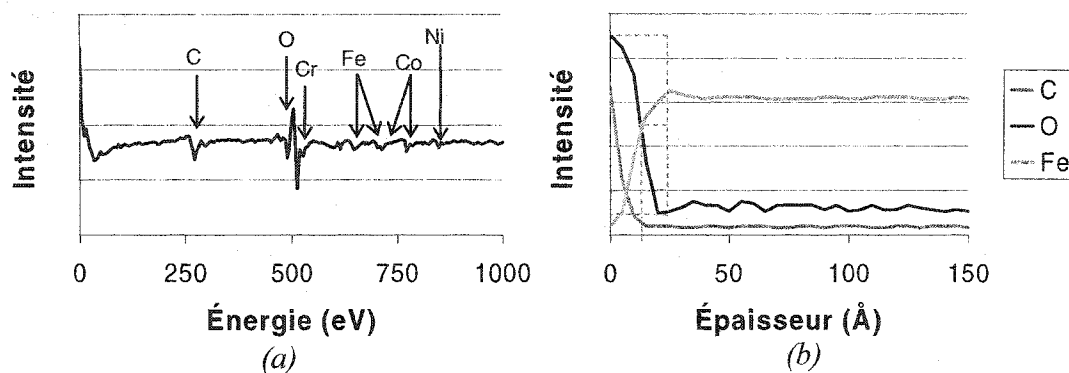 C
O
Cr
Fe
Co
Ni
Intensité
0
250
500
750
1000
Énergie (eV)
(a)
Intensité
0
50
100
150
Épaisseur (Å)
(b)
C
O
Fe